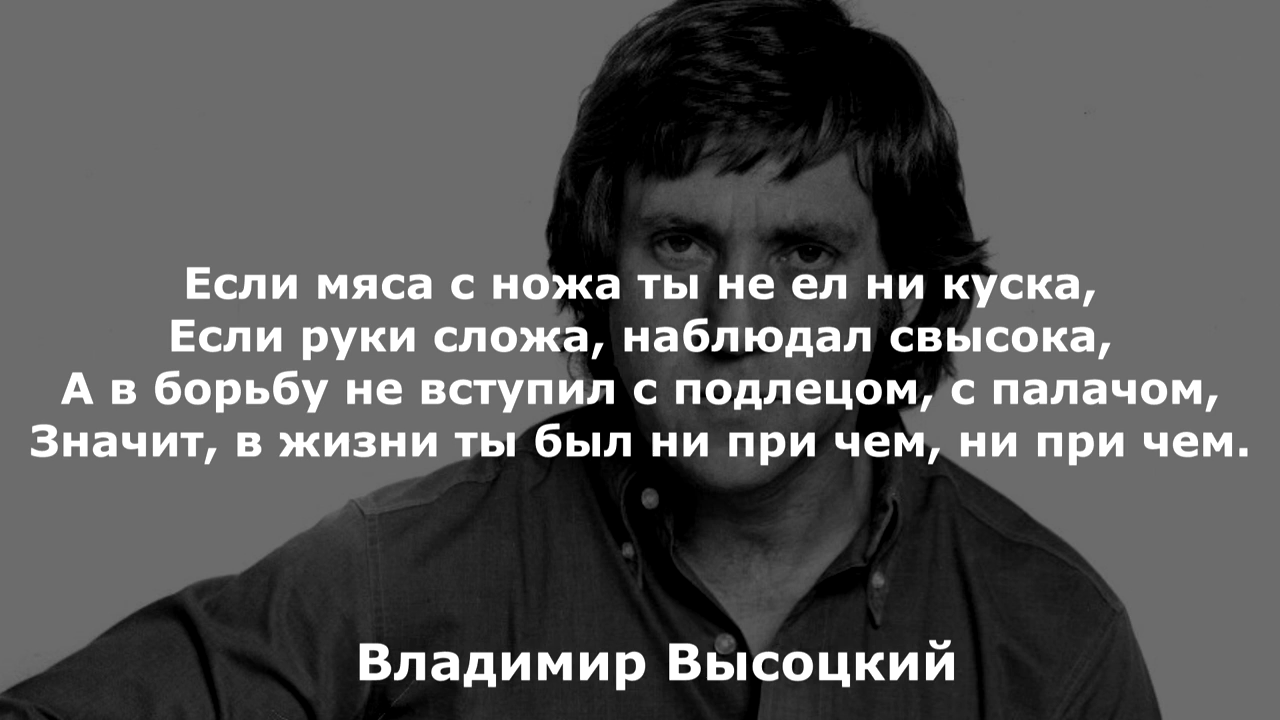 Если мяса с ножа ты не ел ни куска,
Если руки сложа, наблюдал свысока,
А в борьбу не вступил с подлецом, с палачом,
Значит, в жизни ты был ни при чем, ни при чем.
Владимир Высоцкий